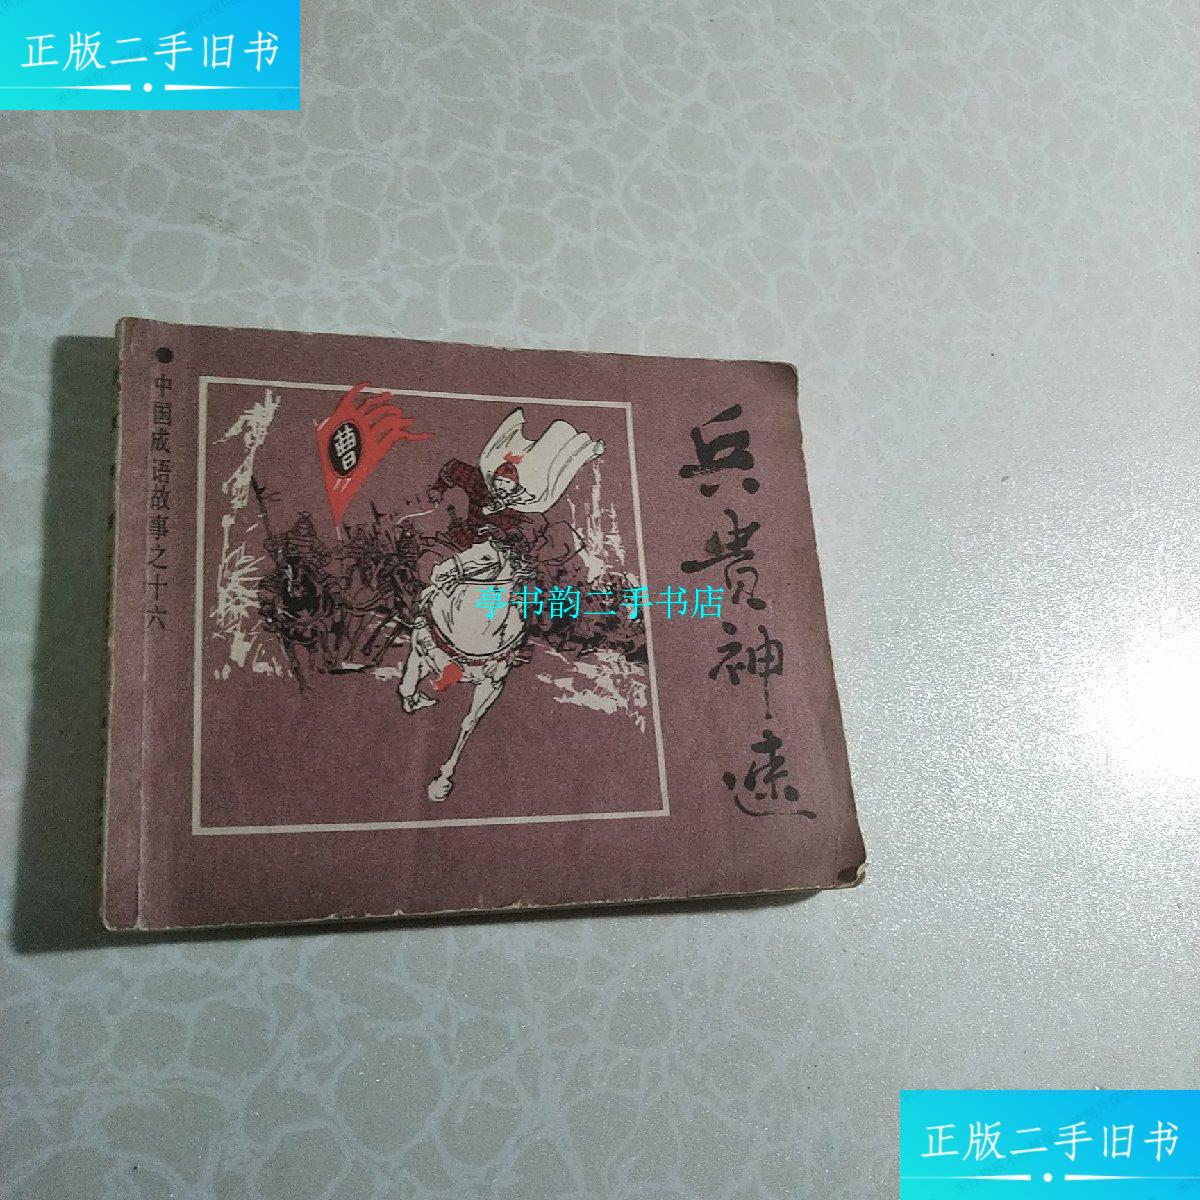 正版二手旧书
●中国成语故事之十六
曹
兵贵神速
亭书韵二手书店
正版二手旧书